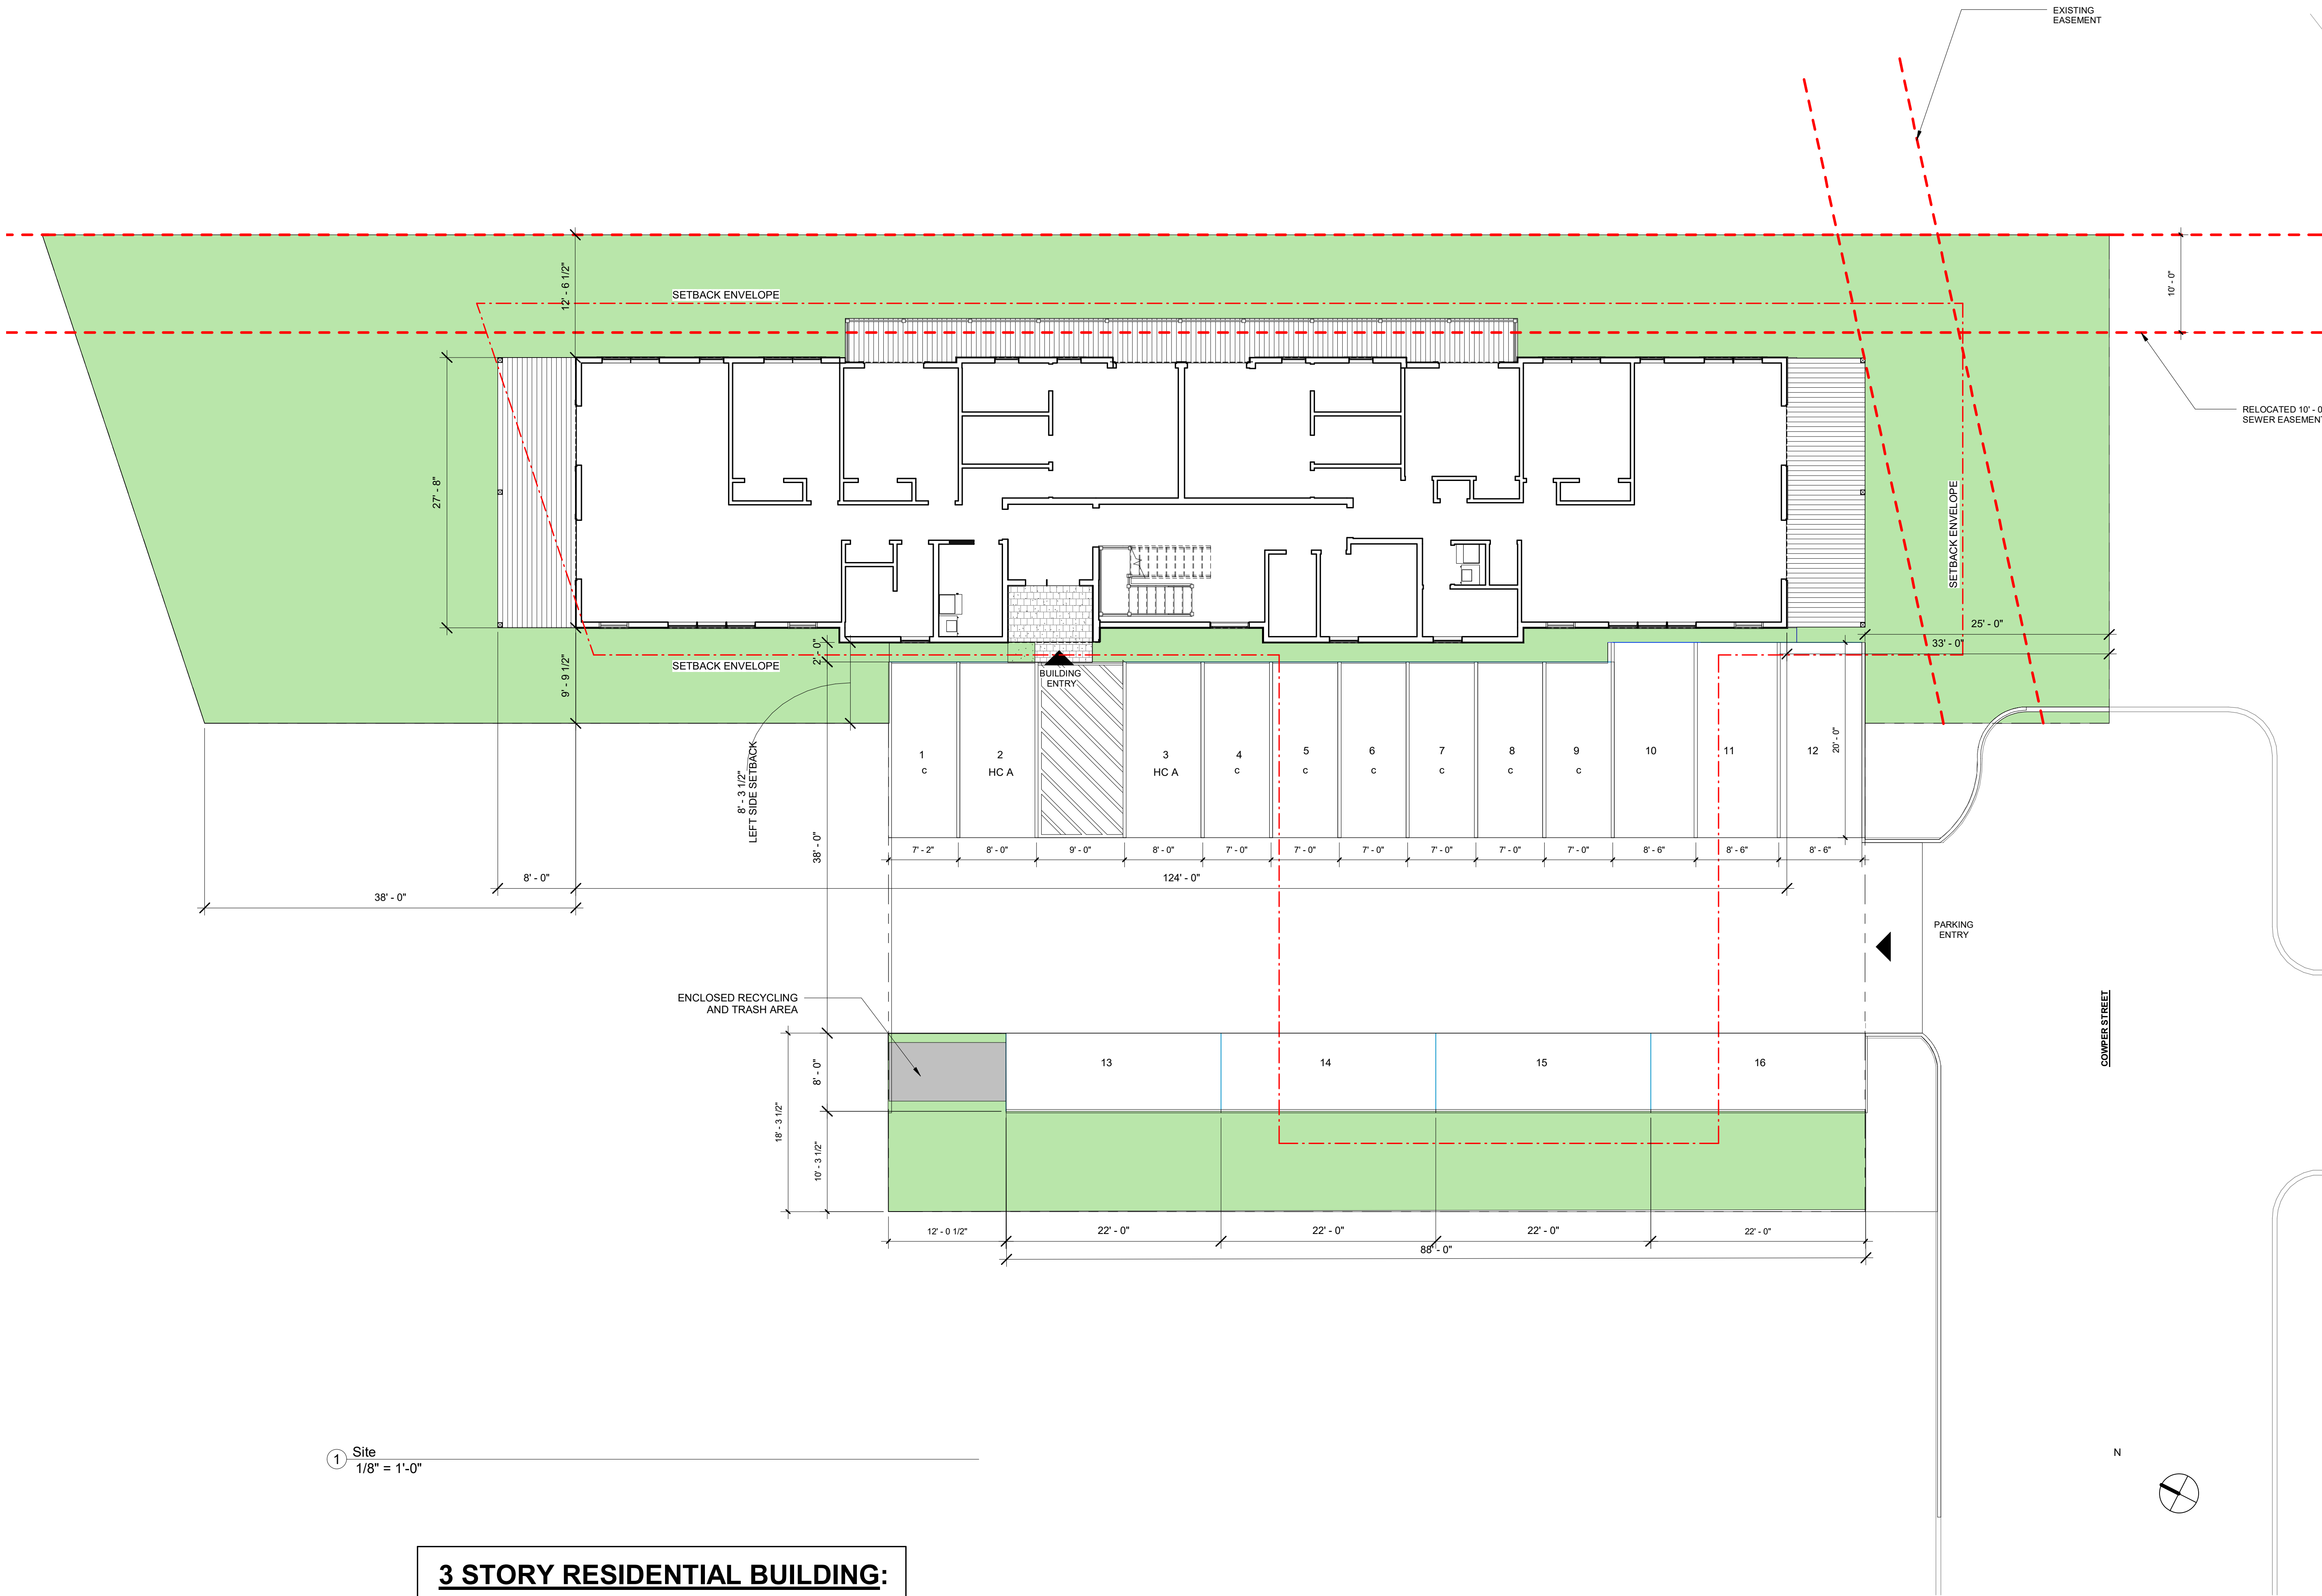 EXISTING
EASEMENT
12' - 6 1/2"
SETBACK ENVELOPE
10' - 0"
RELOCATED 10' - 0
SEWER EASEMENT
27' - 8"
SETBACK ENVELOPE
25' - 0"
33' - 0"
2' - 0"
SETBACK ENVELOPE
9' - 9 1/2"
BUILDING
ENTRY
8' - 3 1/2"
LEFT SIDE SETBACK
1
c
2
HC A
3
HC A
4
c
5
c
6
c
7
c
8
c
9
c
10
11
12
20' - 0"
38' - 0"
7' - 2"
8' - 0"
9' - 0"
8' - 0"
7' - 0"
7' - 0"
7' - 0"
7' - 0"
7' - 0"
7' - 0"
8' - 6"
8' - 6"
8' - 6"
8' - 0"
124' - 0"
38' - 0"
PARKING
ENTRY
ENCLOSED RECYCLING
AND TRASH AREA
COWPER STREET
13
14
15
16
8' - 0"
18' - 3 1/2"
10' - 3 1/2"
12' - 0 1/2"
22' - 0"
22' - 0"
22' - 0"
22' - 0"
88' - 0"
1
Site
1/8" = 1'-0"
N
3 STORY RESIDENTIAL BUILDING: